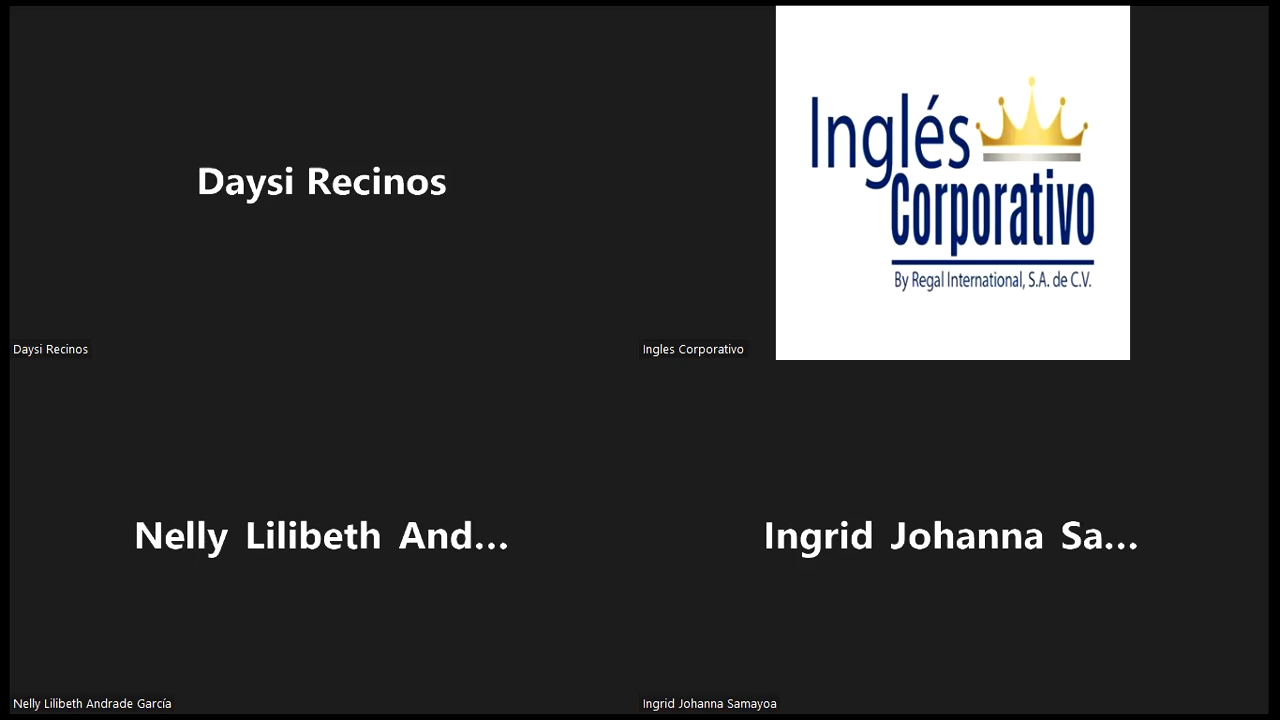 Daysi Recinos
Daysi Recinos
Inglés
Corporativo
By Regal International, S.A. de C.V.
Ingles Corporativo
Nelly Lilibeth And...
Nelly Lilibeth Andrade García
Ingrid Johanna Sa...
Ingrid Johanna Samayoa